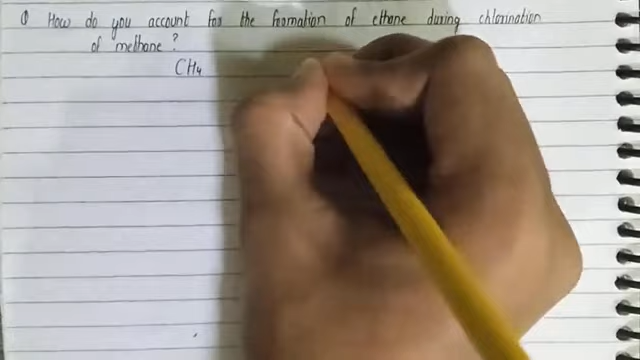 Q How do you account for the formation of ethane during chlorination
of methane ?
CH4